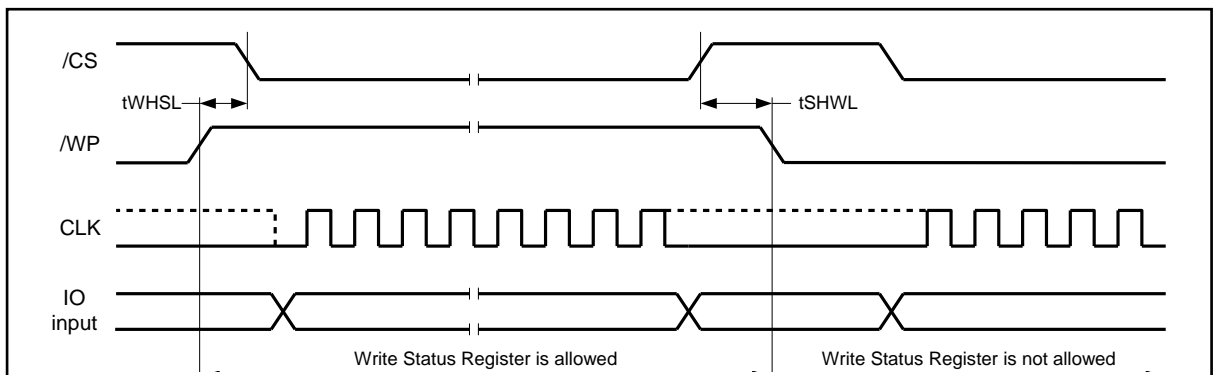 /CS
tWHSL
tSHWL
/WP
CLK
IO
input
Write Status Register is allowed
Write Status Register is not allowed